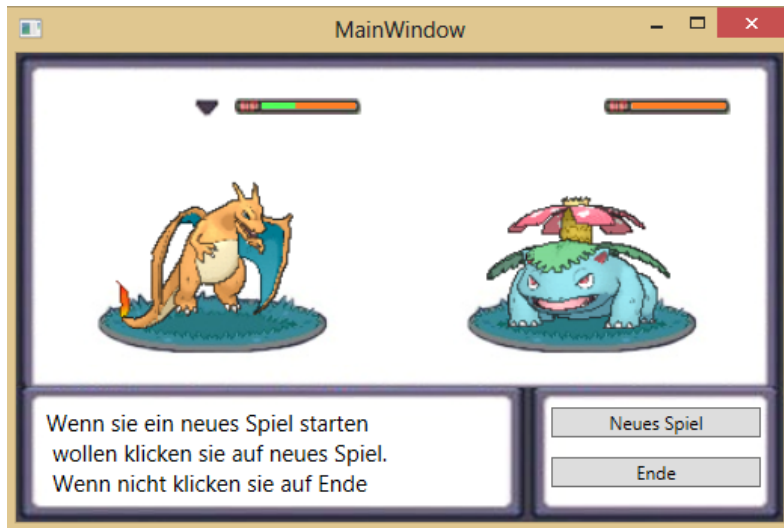 MainWindow
Wenn sie ein neues Spiel starten
wollen klicken sie auf neues Spiel.
Wenn nicht klicken sie auf Ende
Neues Spiel
Ende